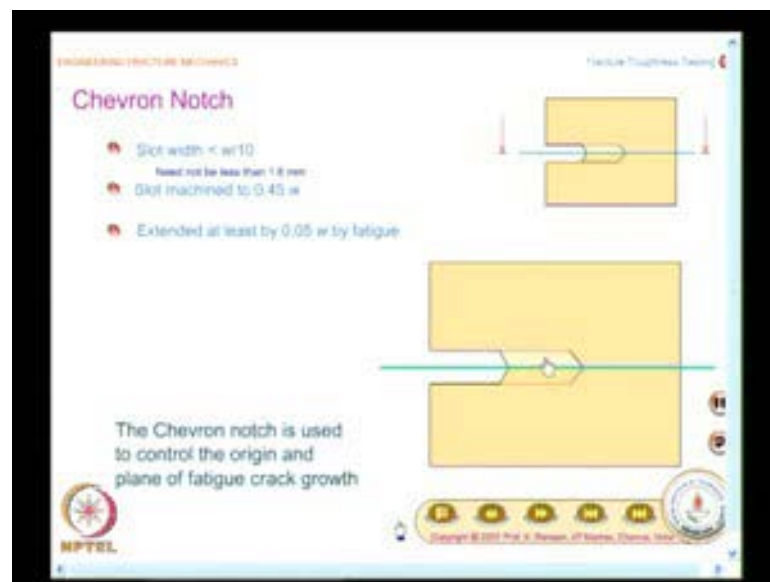 ENGINEERING FRACTURE MECHANICS
Fracture Toughness Testing
Chevron Notch
Slot width < w/10
Need not be less than 1.6 mm
Slot machined to 0.45 w
Extended at least by 0.05 w by fatigue
The Chevron notch is used
to control the origin and
plane of fatigue crack growth
NPTEL